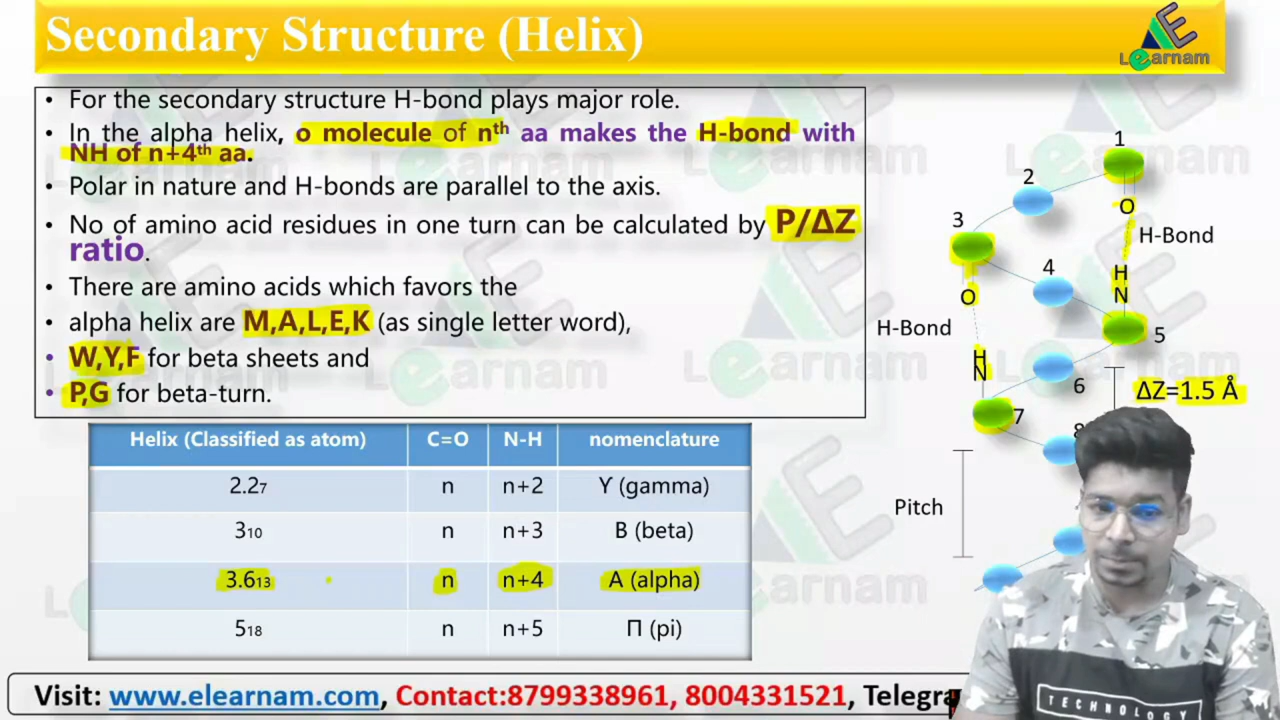 Secondary Structure (Helix)
Learnam
• For the secondary structure H-bond plays major role.
• In the alpha helix, o molecule of nth aa makes the H-bond with
NH of n+4th aa.
• Polar in nature and H-bonds are parallel to the axis.
• No of amino acid residues in one turn can be calculated by P/ΔZ
ratio.
• There are amino acids which favors the
• alpha helix are M,A,L,E,K (as single letter word),
• W,Y,F for beta sheets and
• P,G for beta-turn.
1
2
3
O
H-Bond
4
H
N
O
H-Bond
5
H
N
6
ΔZ=1.5 Å
7
8
Pitch
Helix (Classified as atom) C=O N-H nomenclature
2.27 n n+2 ϒ (gamma)
310 n n+3 Β (beta)
3.613 n n+4 Α (alpha)
518 n n+5 Π (pi)
TECHNOLOGY
Visit: www.elearnam.com, Contact:8799338961, 8004331521,